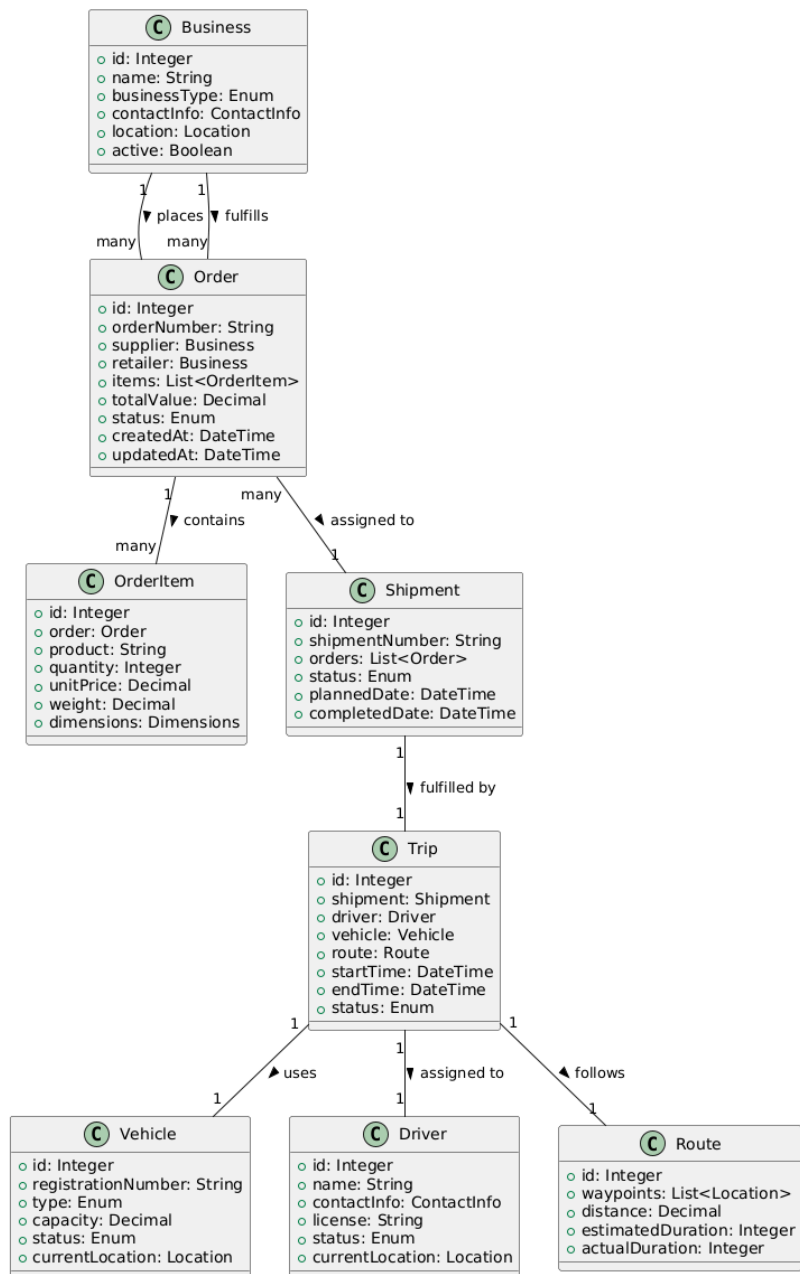 C Business
id: Integer
name: String
businessType: Enum
contactInfo: ContactInfo
location: Location
active: Boolean
1 1
places fulfills
many many
C Order
id: Integer
orderNumber: String
supplier: Business
retailer: Business
items: List<OrderItem>
totalValue: Decimal
status: Enum
createdAt: DateTime
updatedAt: DateTime
1 many
contains assigned to
many 1
C OrderItem
id: Integer
order: Order
product: String
quantity: Integer
unitPrice: Decimal
weight: Decimal
dimensions: Dimensions
C Shipment
id: Integer
shipmentNumber: String
orders: List<Order>
status: Enum
plannedDate: DateTime
completedDate: DateTime
1
fulfilled by
1
C Trip
id: Integer
shipment: Shipment
driver: Driver
vehicle: Vehicle
route: Route
startTime: DateTime
endTime: DateTime
status: Enum
1 1 1
uses assigned to follows
1 1 1
C Vehicle
id: Integer
registrationNumber: String
type: Enum
capacity: Decimal
status: Enum
currentLocation: Location
C Driver
id: Integer
name: String
contactInfo: ContactInfo
license: String
status: Enum
currentLocation: Location
C Route
id: Integer
waypoints: List<Location>
distance: Decimal
estimatedDuration: Integer
actualDuration: Integer